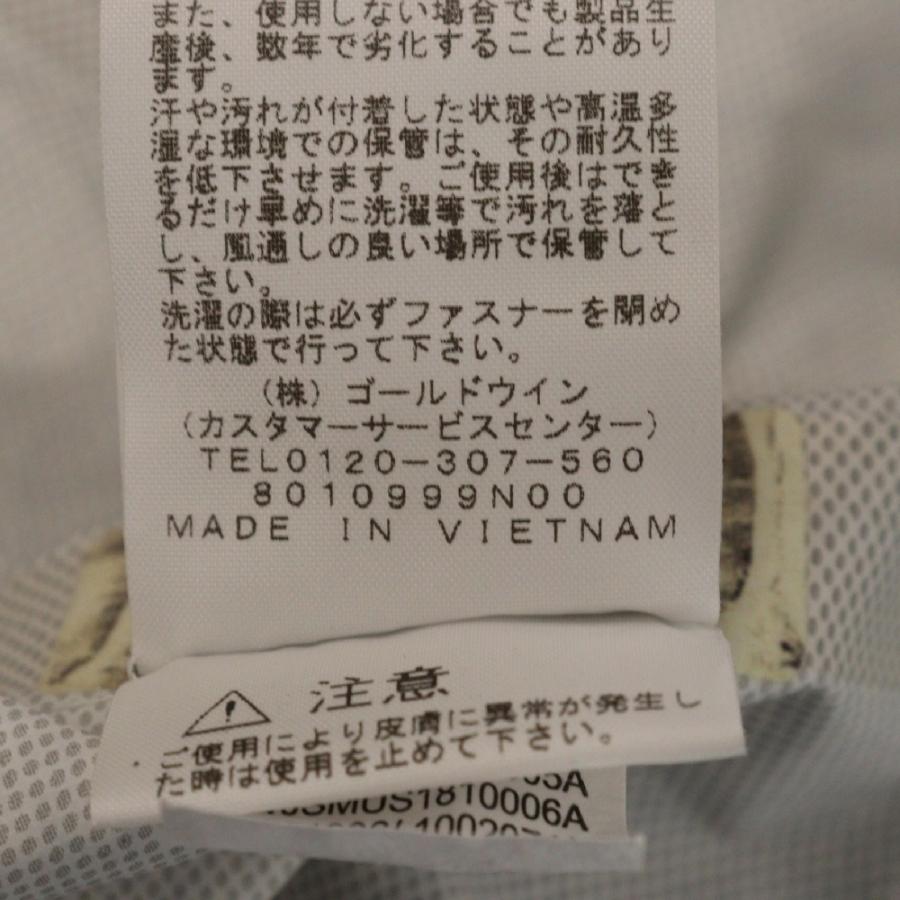 また、使用しない場合でも製品生
産後、数年で劣化することがあり
ます。
汗や汚れが付着した状態や高温多
湿な環境での保管は、その耐久性
を低下させます。ご使用後はでき
るだけ早めに洗濯等で汚れを落と
し、風通しの良い場所で保管して
下さい。
洗濯の際は必ずファスナーを閉め
た状態で行って下さい。
(株)ゴールドウイン
(カスタマーサービスセンター)
TEL0120-307-560
8010999N00
MADE IN VIETNAM
注意
ご使用により皮膚に異常が発生し
た時は使用を止めて下さい。
05A
SMUS1810006A